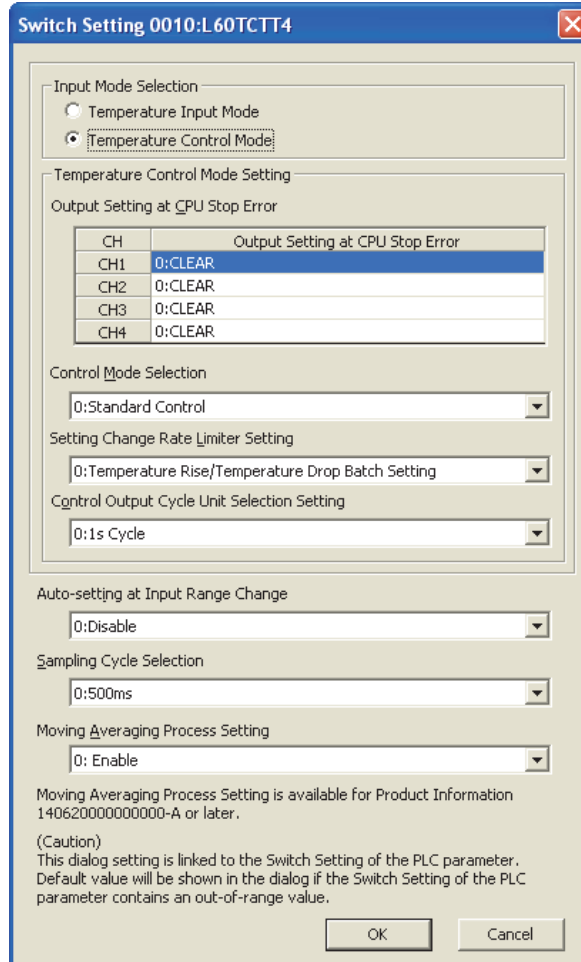 Switch Setting 0010:L60TCTT4
Input Mode Selection
Temperature Input Mode
Temperature Control Mode
Temperature Control Mode Setting
Output Setting at CPU Stop Error
CH Output Setting at CPU Stop Error
CH1 0:CLEAR
CH2 0:CLEAR
CH3 0:CLEAR
CH4 0:CLEAR
Control Mode Selection
0:Standard Control
Setting Change Rate Limiter Setting
0:Temperature Rise/Temperature Drop Batch Setting
Control Output Cycle Unit Selection Setting
0:1s Cycle
Auto-setting at Input Range Change
0:Disable
Sampling Cycle Selection
0:500ms
Moving Averaging Process Setting
0: Enable
Moving Averaging Process Setting is available for Product Information
140620000000000-A or later.
(Caution)
This dialog setting is linked to the Switch Setting of the PLC parameter.
Default value will be shown in the dialog if the Switch Setting of the PLC
parameter contains an out-of-range value.
OK Cancel